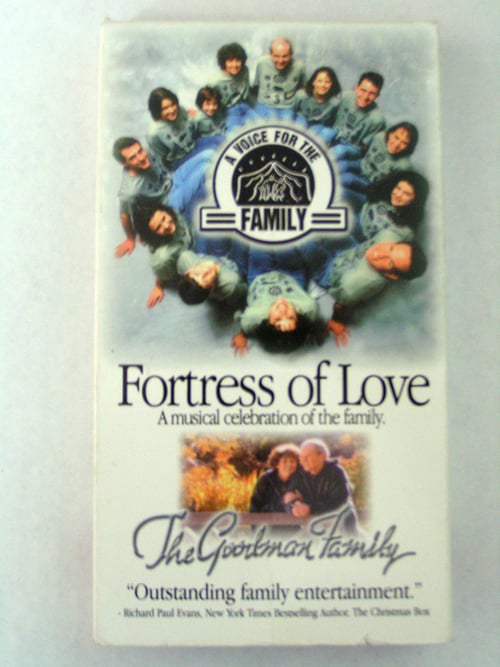 A VOICE FOR THE
FAMILY
Fortress of Love
A musical celebration of the family.
The Goodman Family
"Outstanding family entertainment."
- Richard Paul Evans, New York Times Bestselling Author, The Christmas Box